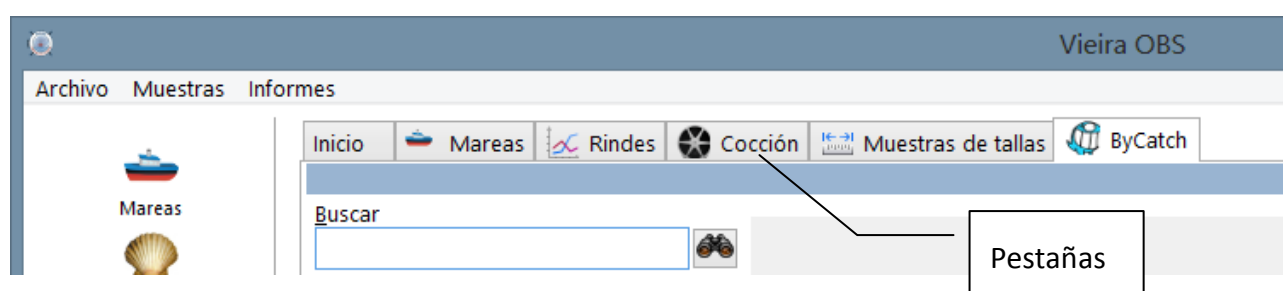 Vieira OBS
Archivo Muestras Informes
Inicio Mareas Rindes Cocción Muestras de tallas ByCatch
Mareas
Buscar
Pestañas